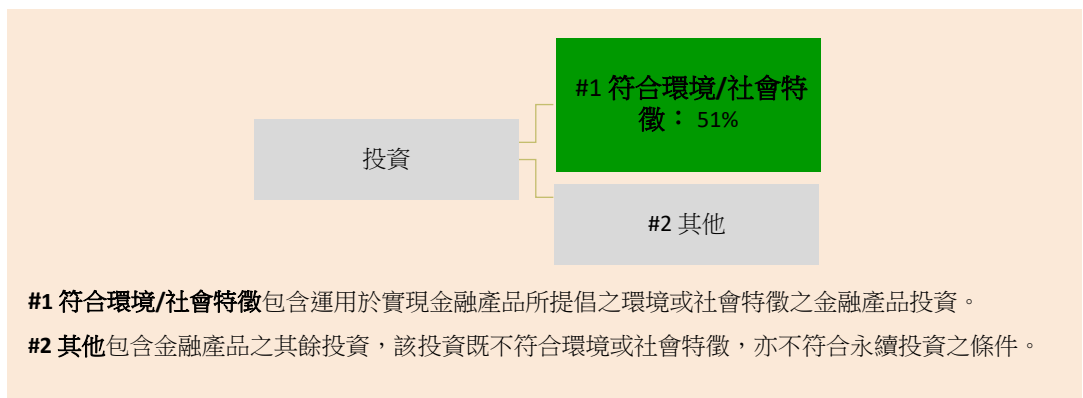 #1 符合環境/社會特
徵： 51%
投資
#2 其他
#1 符合環境/社會特徵包含運用於實現金融產品所提倡之環境或社會特徵之金融產品投資。
#2 其他包含金融產品之其餘投資，該投資既不符合環境或社會特徵，亦不符合永續投資之條件。